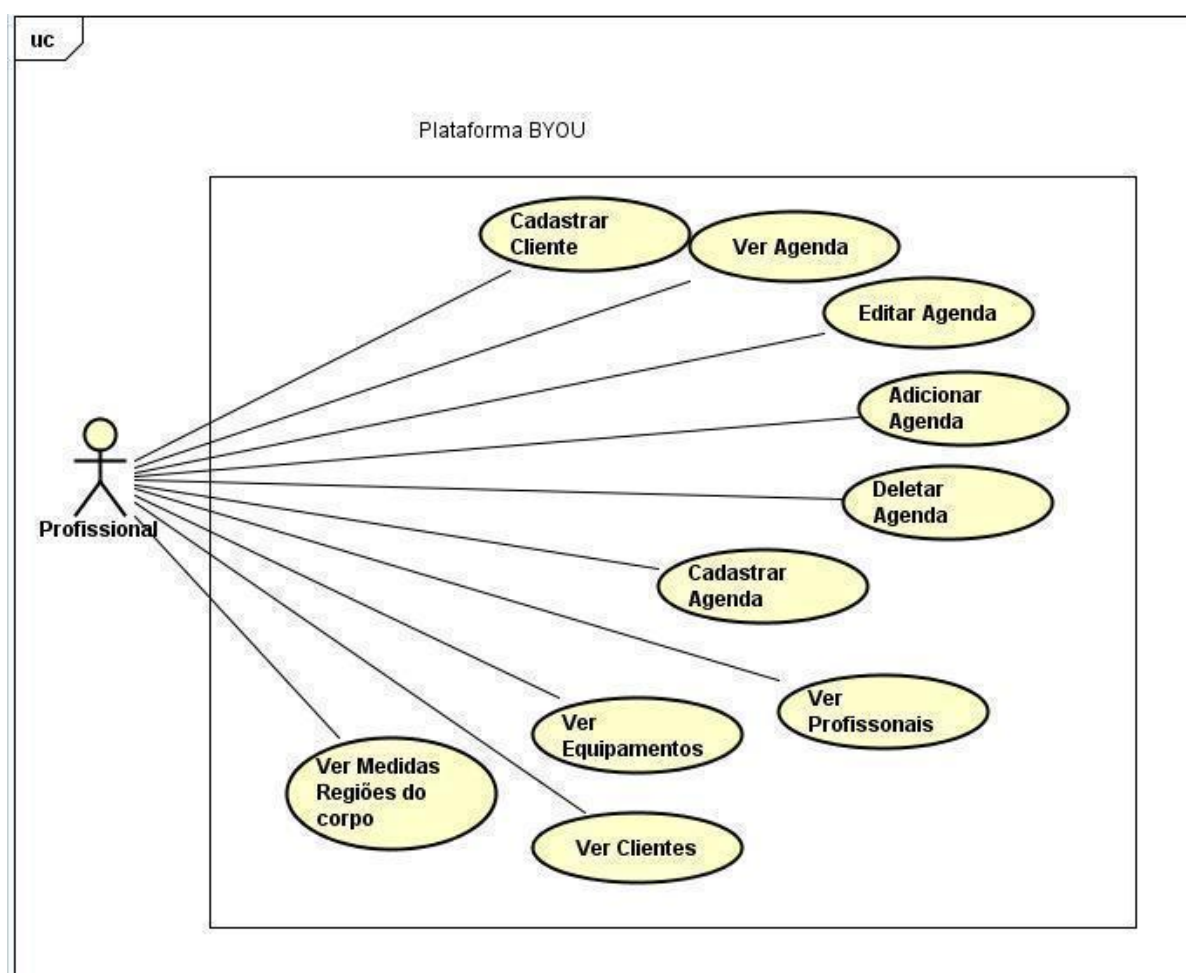 uc
Plataforma BYOU
Cadastrar
Cliente
Ver Agenda
Editar Agenda
Adicionar
Agenda
Deletar
Agenda
Profissional
Cadastrar
Agenda
Ver
Profissonais
Ver
Equipamentos
Ver Medidas
Regiões do
corpo
Ver Clientes